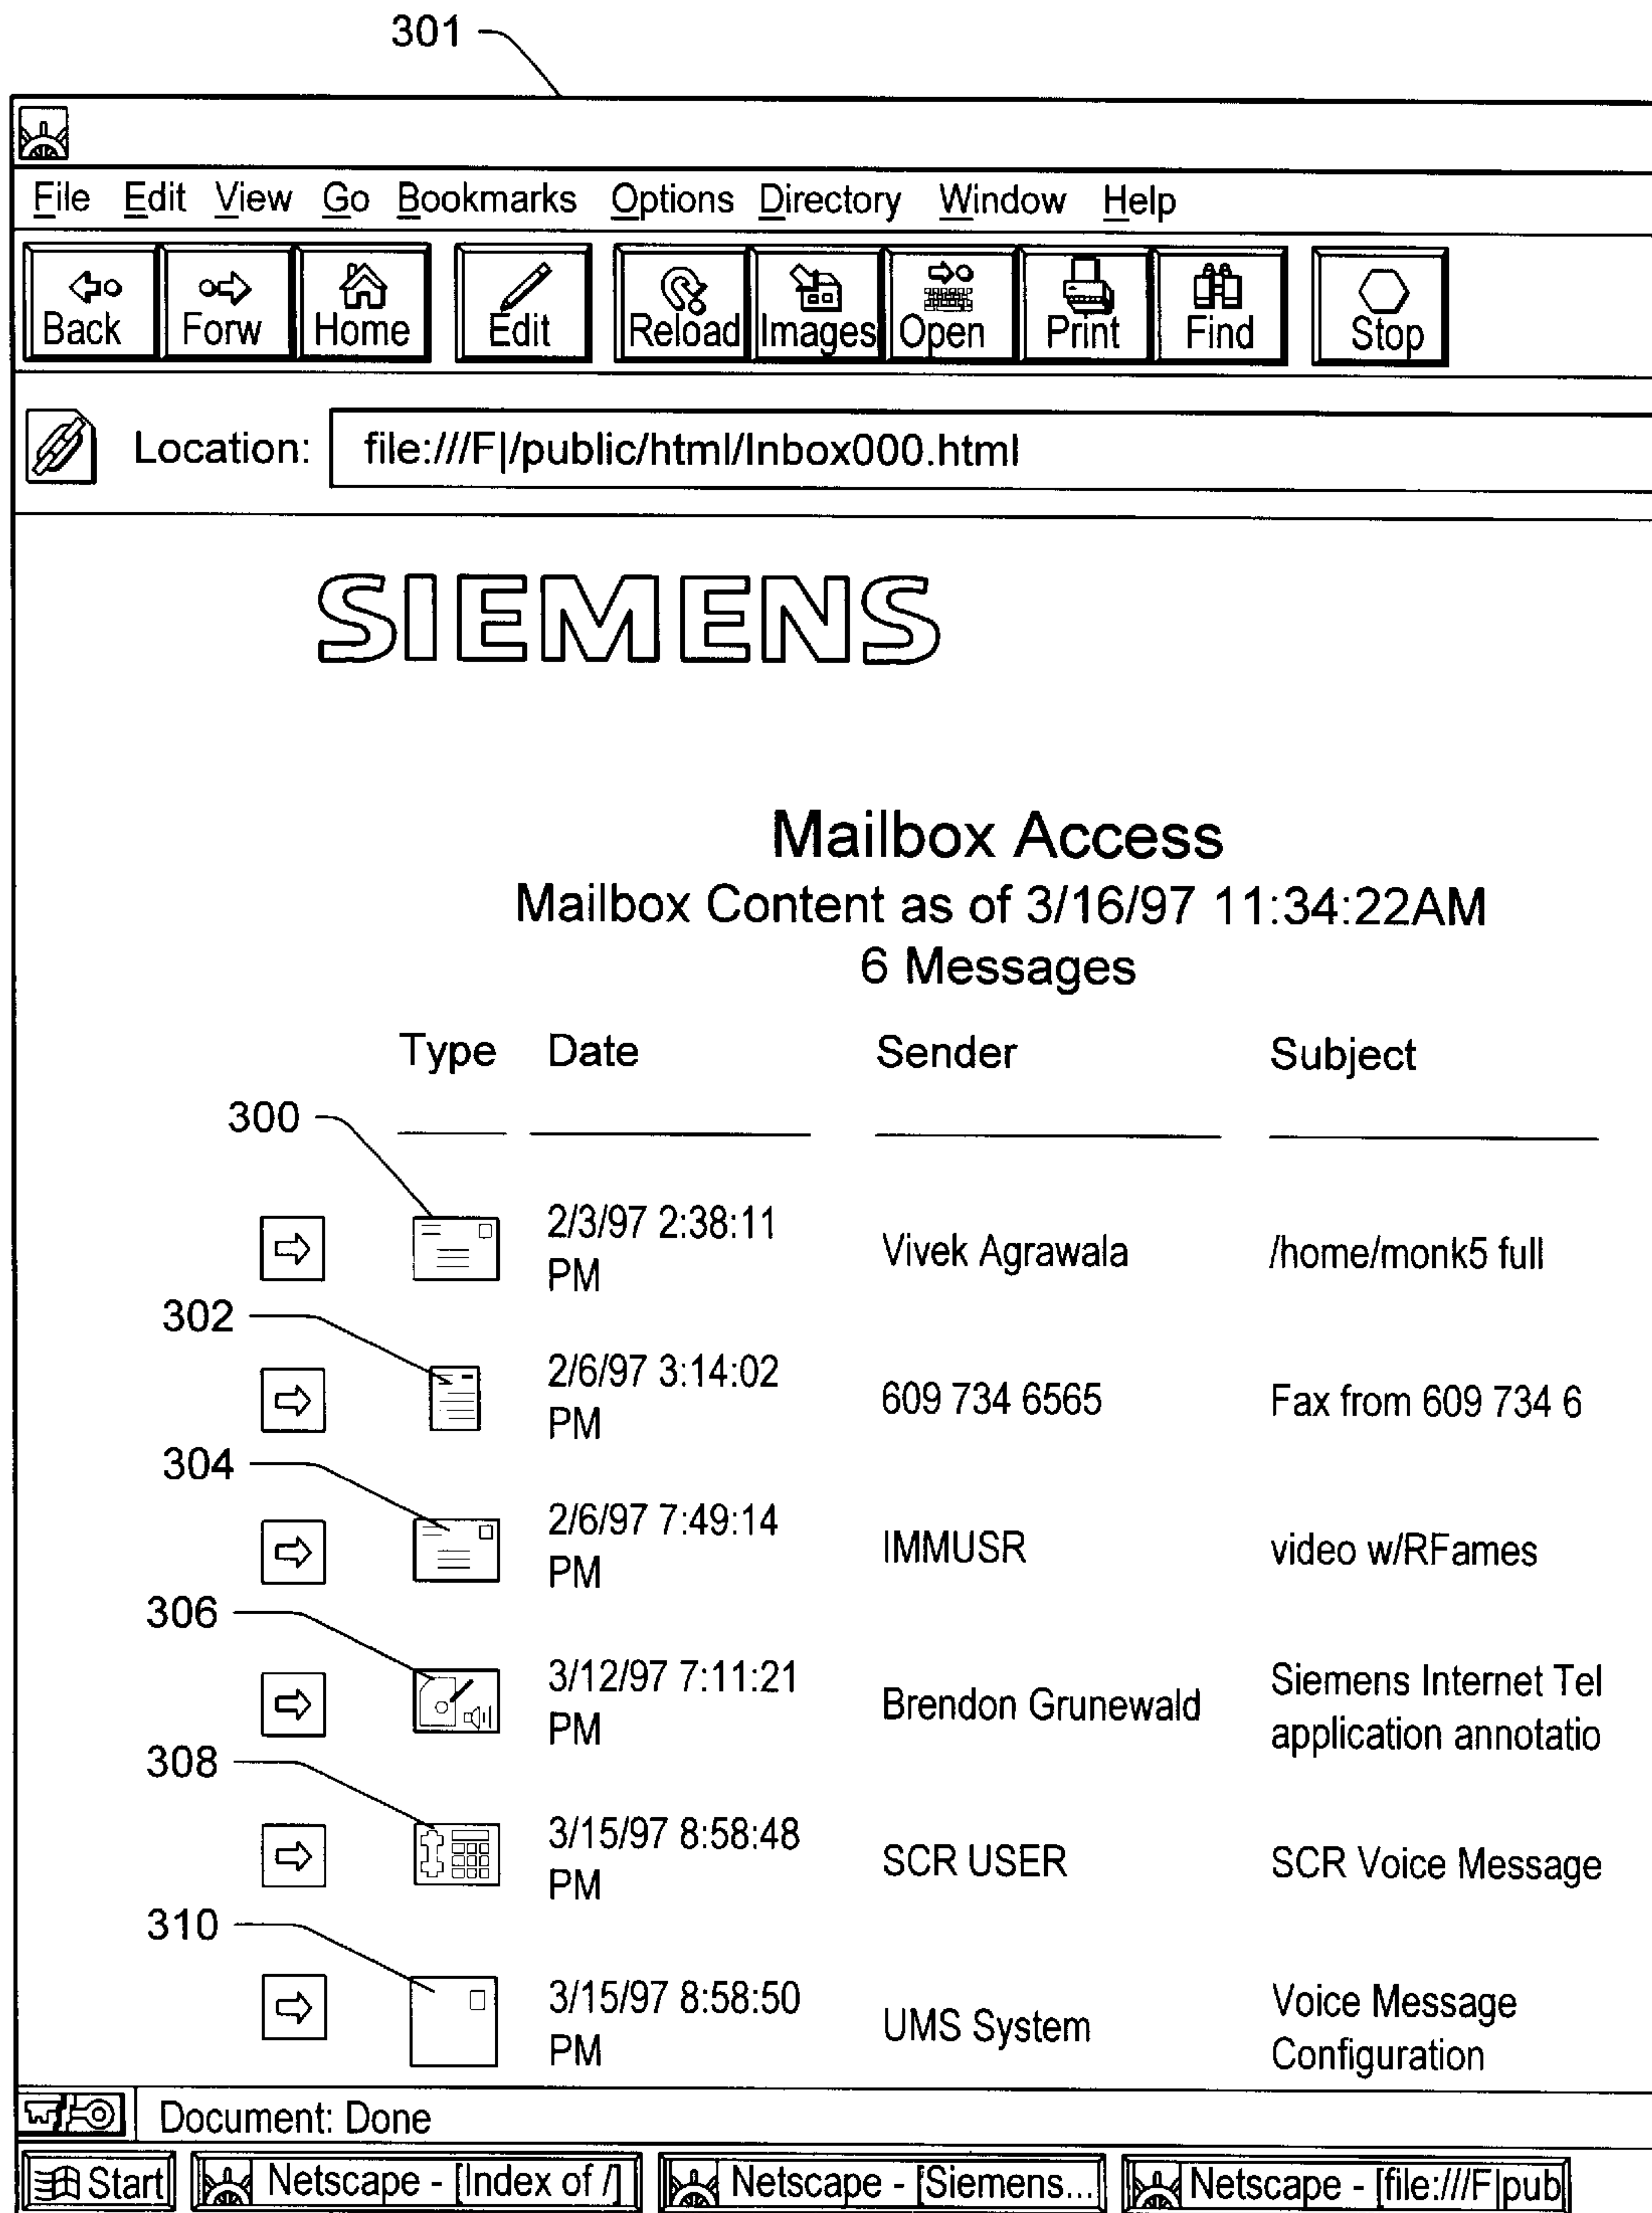 301
File Edit View Go Bookmarks Options Directory Window Help
Back Forw Home Edit Reload Images Open Print Find Stop
Location: file:///F|/public/html/Inbox000.html
SIEMENS
Mailbox Access
Mailbox Content as of 3/16/97 11:34:22AM
6 Messages
Type Date Sender Subject
300
2/3/97 2:38:11
PM
Vivek Agrawala
/home/monk5 full
302
2/6/97 3:14:02
PM
609 734 6565
Fax from 609 734 6
304
2/6/97 7:49:14
PM
IMMUSR
video w/RFames
306
3/12/97 7:11:21
PM
Brendon Grunewald
Siemens Internet Tel
application annotatio
308
3/15/97 8:58:48
PM
SCR USER
SCR Voice Message
310
3/15/97 8:58:50
PM
UMS System
Voice Message
Configuration
Document: Done
Start Netscape - [Index of /] Netscape - [Siemens... Netscape - [file:///F|pub